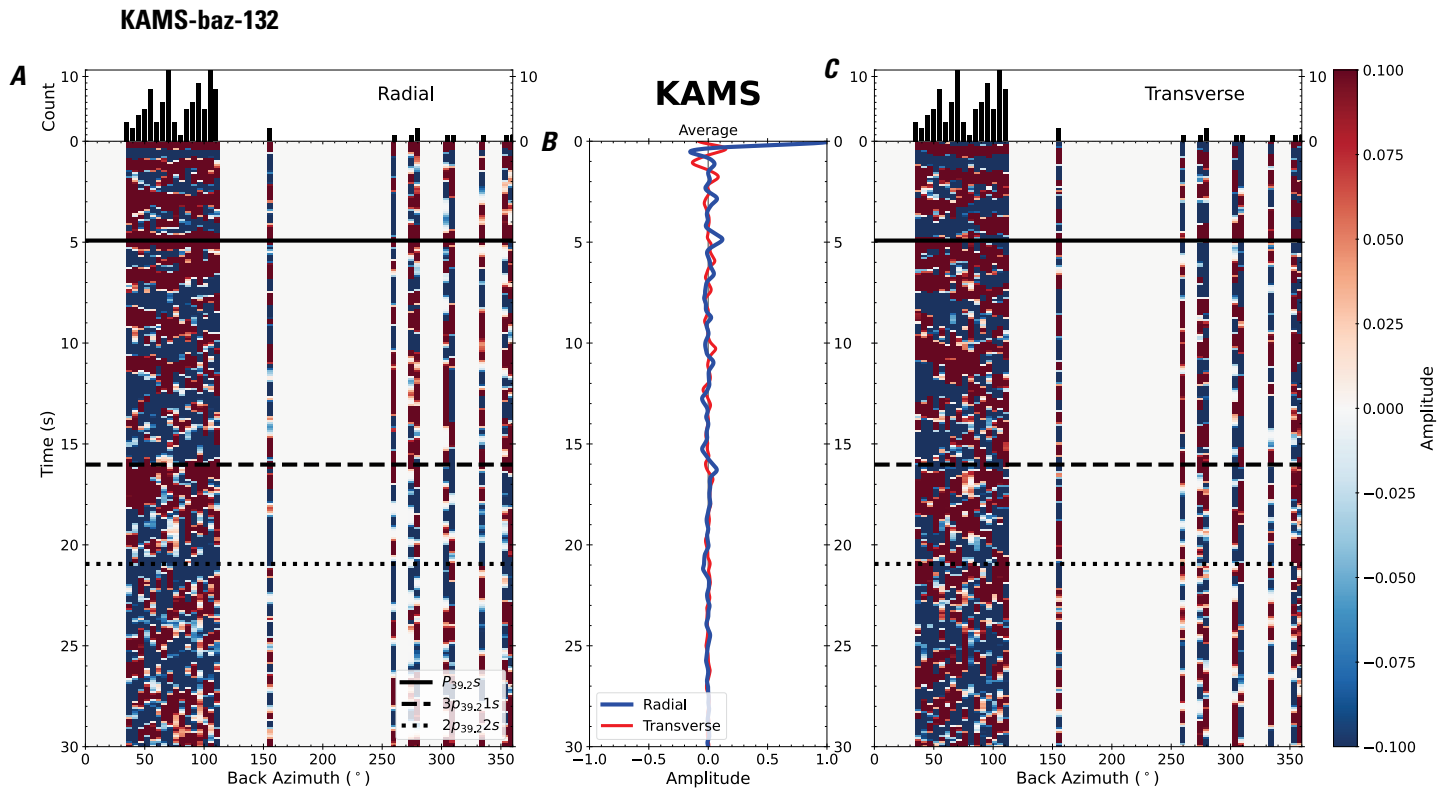 KAMS-baz-132
A
10
0
Count
Radial
10
0
KAMS
Average
B
C
Transverse
10
0
0
5
10
15
20
25
30
Time (s)
P39.2s
3p39.21s
2p39.22s
0 50 100 150 200 250 300 350
Back Azimuth (°)
0
5
10
15
20
25
30
Radial
Transverse
−1.0 −0.5 0.0 0.5 1.0
Amplitude
0
5
10
15
20
25
30
0 50 100 150 200 250 300 350
Back Azimuth (°)
0.100
0.075
0.050
0.025
0.000
−0.025
−0.050
−0.075
−0.100
Amplitude